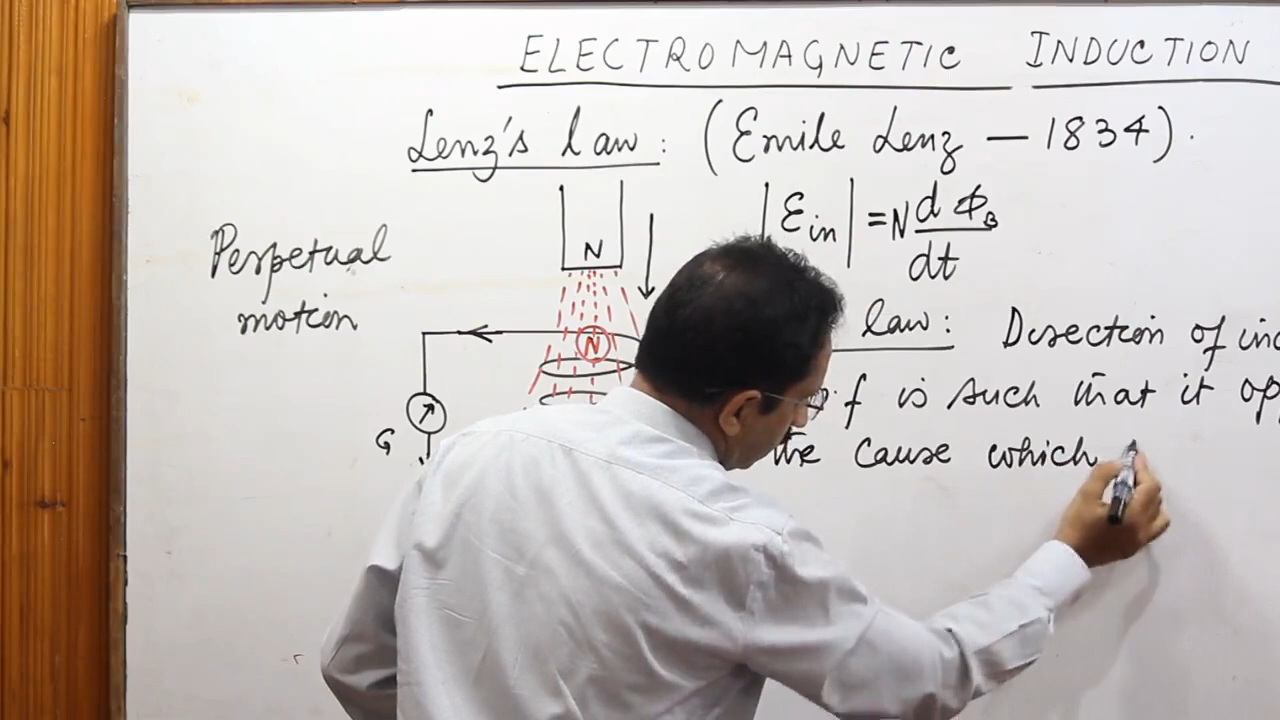 ELECTROMAGNETIC INDUCTION
Lenz's law: (Emile Lenz — 1834).
|Ɛin| = N dΦB/dt
N
Perpetual
motion
N
law: Direction of
f is such that it
the cause which
G